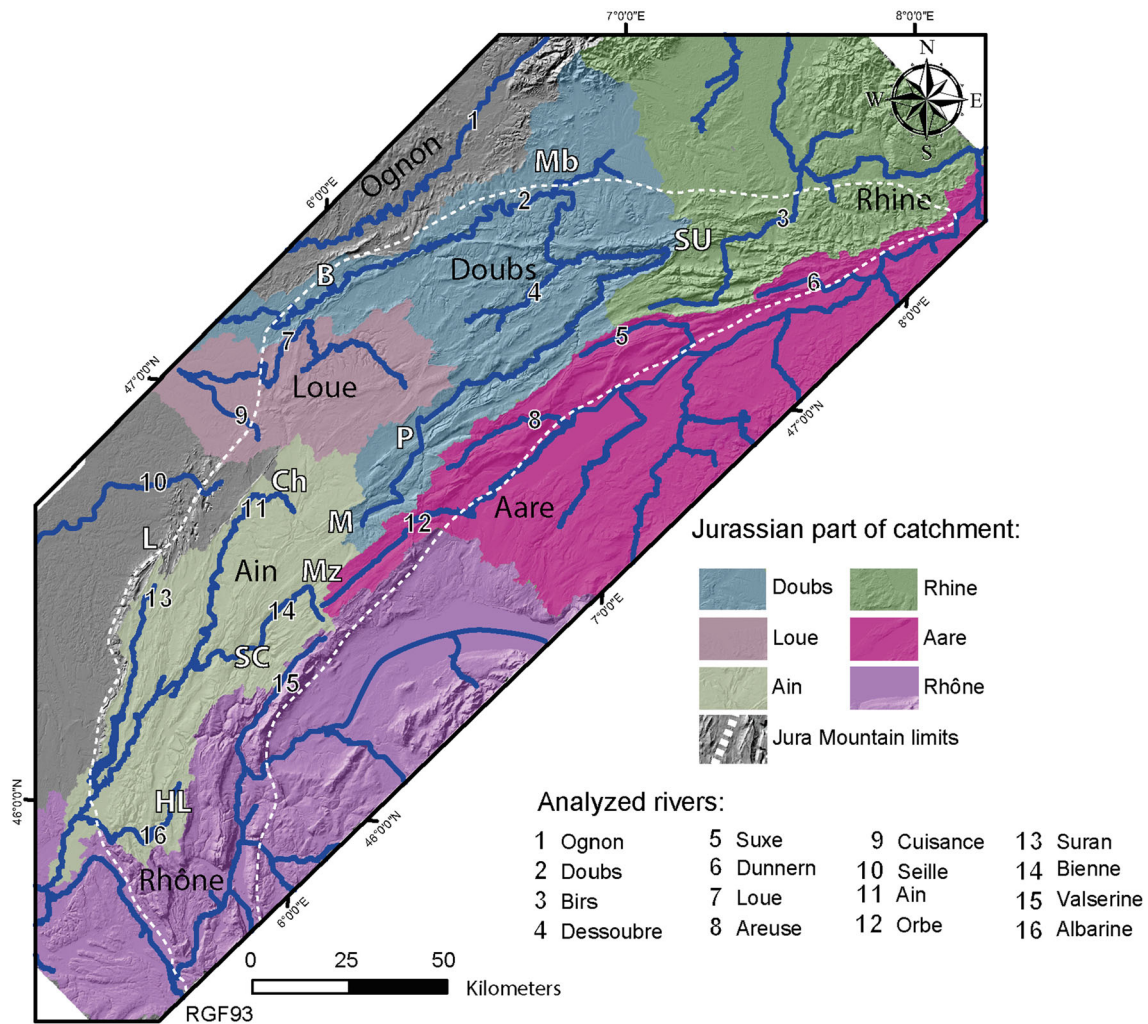 7°0'0"E
8°0'0"E
N
W
E
S
1
Ognon
6°0'0"E
Mb
2
Rhine
3
SU
B
Doubs
4
6
8°0'0"E
7
5
47°0'0"N
Loue
9
8
47°0'0"N
P
10
Ch
11
M
12
Aare
L
Ain
Mz
13
14
7°0'0"E
SC
15
46°0'0"N
HL
16
46°0'0"N
Rhône
6°0'0"E
Jurassian part of catchment:
Doubs
Rhine
Loue
Aare
Ain
Rhône
Jura Mountain limits
Analyzed rivers:
1 Ognon
2 Doubs
3 Birs
4 Dessoubre
5 Suxe
6 Dunnern
7 Loue
8 Areuse
9 Cuisance
10 Seille
11 Ain
12 Orbe
13 Suran
14 Bienne
15 Valserine
16 Albarine
0 25 50
Kilometers
RGF93